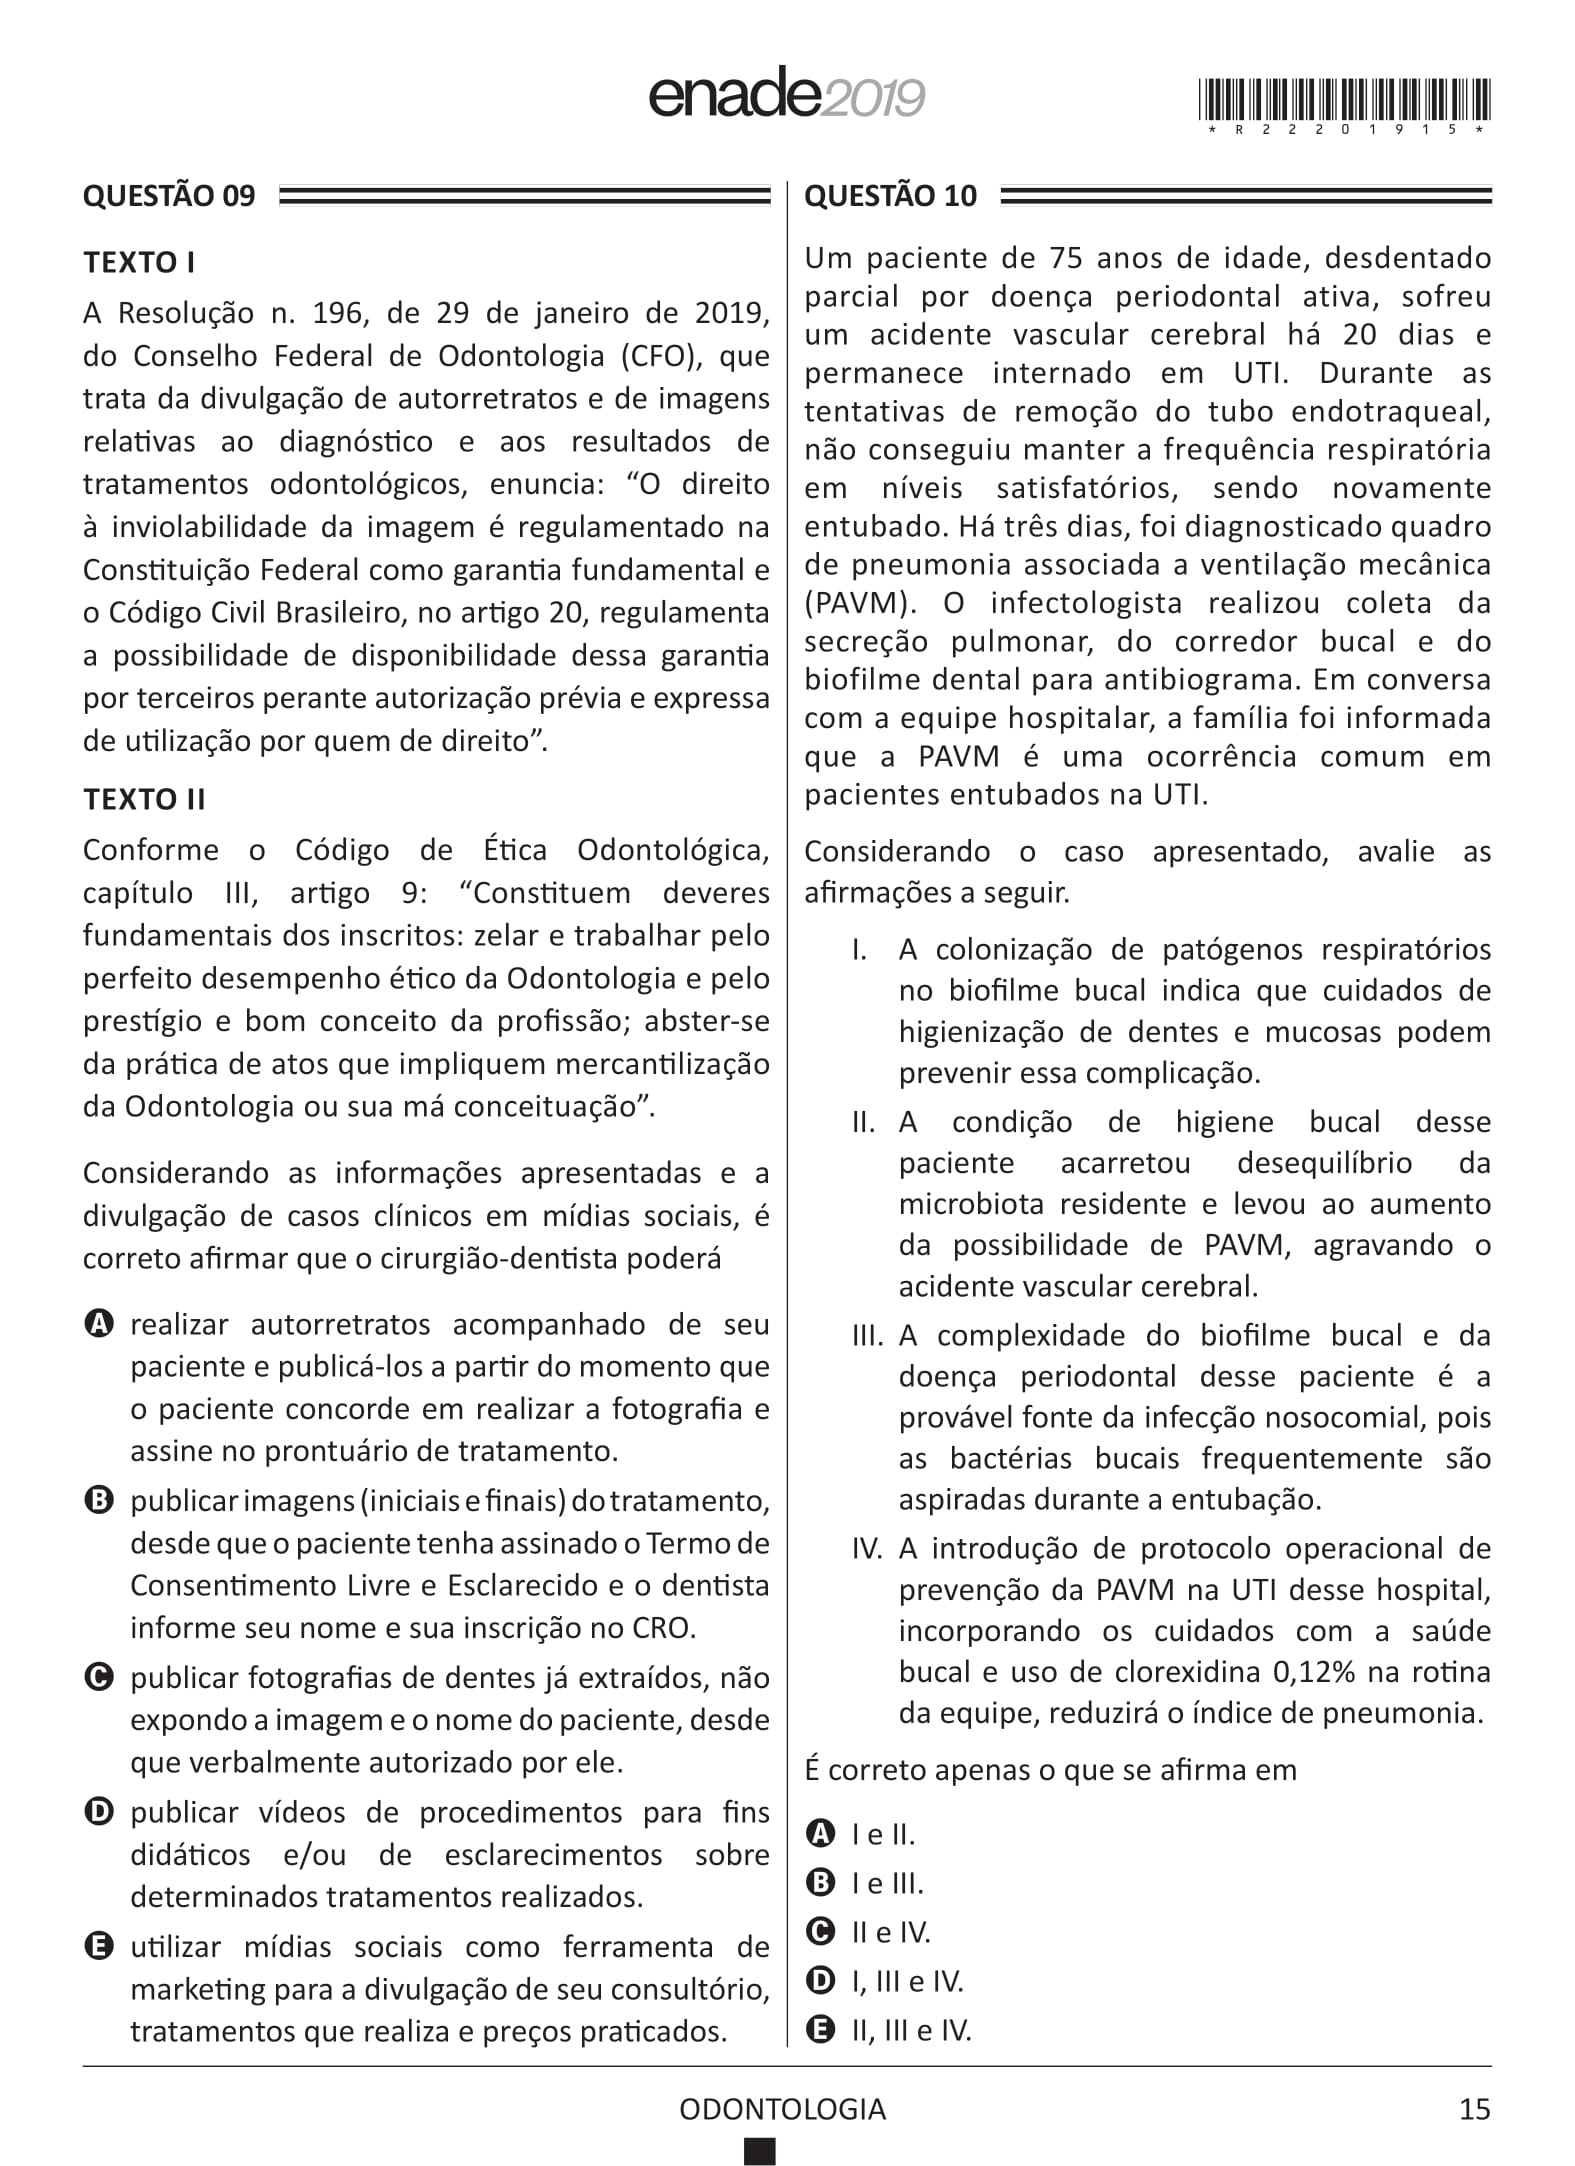 enade2019
*R22201915*
QUESTÃO 09
TEXTO I
A Resolução n. 196, de 29 de janeiro de 2019,
do Conselho Federal de Odontologia (CFO), que
trata da divulgação de autorretratos e de imagens
relativas ao diagnóstico e aos resultados de
tratamentos odontológicos, enuncia: “O direito
à inviolabilidade da imagem é regulamentado na
Constituição Federal como garantia fundamental e
o Código Civil Brasileiro, no artigo 20, regulamenta
a possibilidade de disponibilidade dessa garantia
por terceiros perante autorização prévia e expressa
de utilização por quem de direito”.
TEXTO II
Conforme o Código de Ética Odontológica,
capítulo III, artigo 9: “Constituem deveres
fundamentais dos inscritos: zelar e trabalhar pelo
perfeito desempenho ético da Odontologia e pelo
prestígio e bom conceito da profissão; abster-se
da prática de atos que impliquem mercantilização
da Odontologia ou sua má conceituação”.
Considerando as informações apresentadas e a
divulgação de casos clínicos em mídias sociais, é
correto afirmar que o cirurgião-dentista poderá
A realizar autorretratos acompanhado de seu
paciente e publicá-los a partir do momento que
o paciente concorde em realizar a fotografia e
assine no prontuário de tratamento.
B publicar imagens (iniciais e finais) do tratamento,
desde que o paciente tenha assinado o Termo de
Consentimento Livre e Esclarecido e o dentista
informe seu nome e sua inscrição no CRO.
C publicar fotografias de dentes já extraídos, não
expondo a imagem e o nome do paciente, desde
que verbalmente autorizado por ele.
D publicar vídeos de procedimentos para fins
didáticos e/ou de esclarecimentos sobre
determinados tratamentos realizados.
E utilizar mídias sociais como ferramenta de
marketing para a divulgação de seu consultório,
tratamentos que realiza e preços praticados.
QUESTÃO 10
Um paciente de 75 anos de idade, desdentado
parcial por doença periodontal ativa, sofreu
um acidente vascular cerebral há 20 dias e
permanece internado em UTI. Durante as
tentativas de remoção do tubo endotraqueal,
não conseguiu manter a frequência respiratória
em níveis satisfatórios, sendo novamente
entubado. Há três dias, foi diagnosticado quadro
de pneumonia associada a ventilação mecânica
(PAVM). O infectologista realizou coleta da
secreção pulmonar, do corredor bucal e do
biofilme dental para antibiograma. Em conversa
com a equipe hospitalar, a família foi informada
que a PAVM é uma ocorrência comum em
pacientes entubados na UTI.
Considerando o caso apresentado, avalie as
afirmações a seguir.
I. A colonização de patógenos respiratórios
no biofilme bucal indica que cuidados de
higienização de dentes e mucosas podem
prevenir essa complicação.
II. A condição de higiene bucal desse
paciente acarretou desequilíbrio da
microbiota residente e levou ao aumento
da possibilidade de PAVM, agravando o
acidente vascular cerebral.
III. A complexidade do biofilme bucal e da
doença periodontal desse paciente é a
provável fonte da infecção nosocomial, pois
as bactérias bucais frequentemente são
aspiradas durante a entubação.
IV. A introdução de protocolo operacional de
prevenção da PAVM na UTI desse hospital,
incorporando os cuidados com a saúde
bucal e uso de clorexidina 0,12% na rotina
da equipe, reduzirá o índice de pneumonia.
É correto apenas o que se afirma em
A I e II.
B I e III.
C II e IV.
D I, III e IV.
E II, III e IV.
ODONTOLOGIA
15